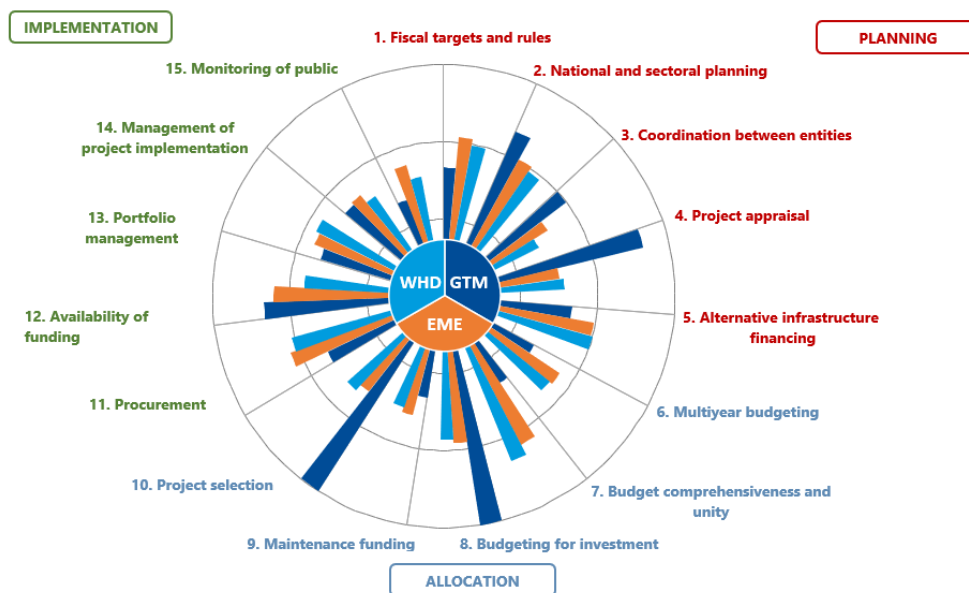 IMPLEMENTATION
PLANNING
1. Fiscal targets and rules
2. National and sectoral planning
3. Coordination between entities
4. Project appraisal
5. Alternative infrastructure
financing
6. Multiyear budgeting
7. Budget comprehensiveness and
unity
8. Budgeting for investment
9. Maintenance funding
10. Project selection
11. Procurement
12. Availability of
funding
13. Portfolio
management
14. Management of
project implementation
15. Monitoring of public
WHD
GTM
EME
ALLOCATION